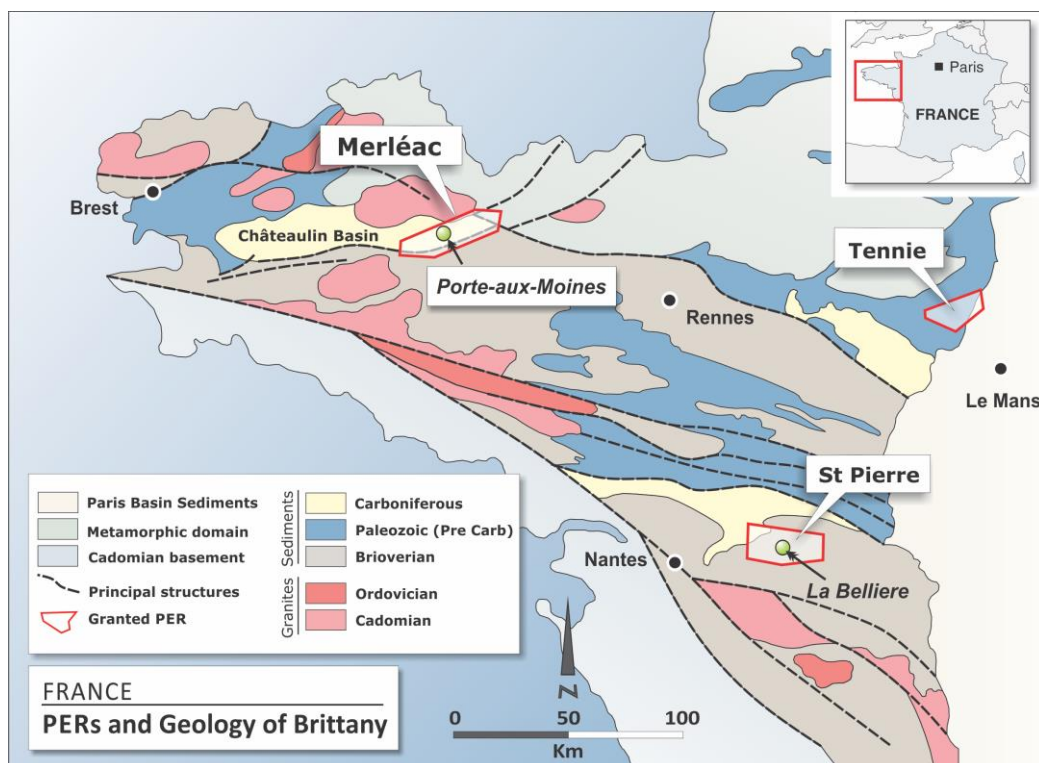 Paris
FRANCE
Merléac
Brest
Châteaulin Basin
Porte-aux-Moines
Tennie
Rennes
Le Mans
St Pierre
Nantes
La Belliere
Paris Basin Sediments
Metamorphic domain
Cadomian basement
Principal structures
Granted PER
Sediments
Carboniferous
Paleozoic (Pre Carb)
Brioverian
Granites
Ordovician
Cadomian
FRANCE
PERs and Geology of Brittany
N
0 50 100
Km